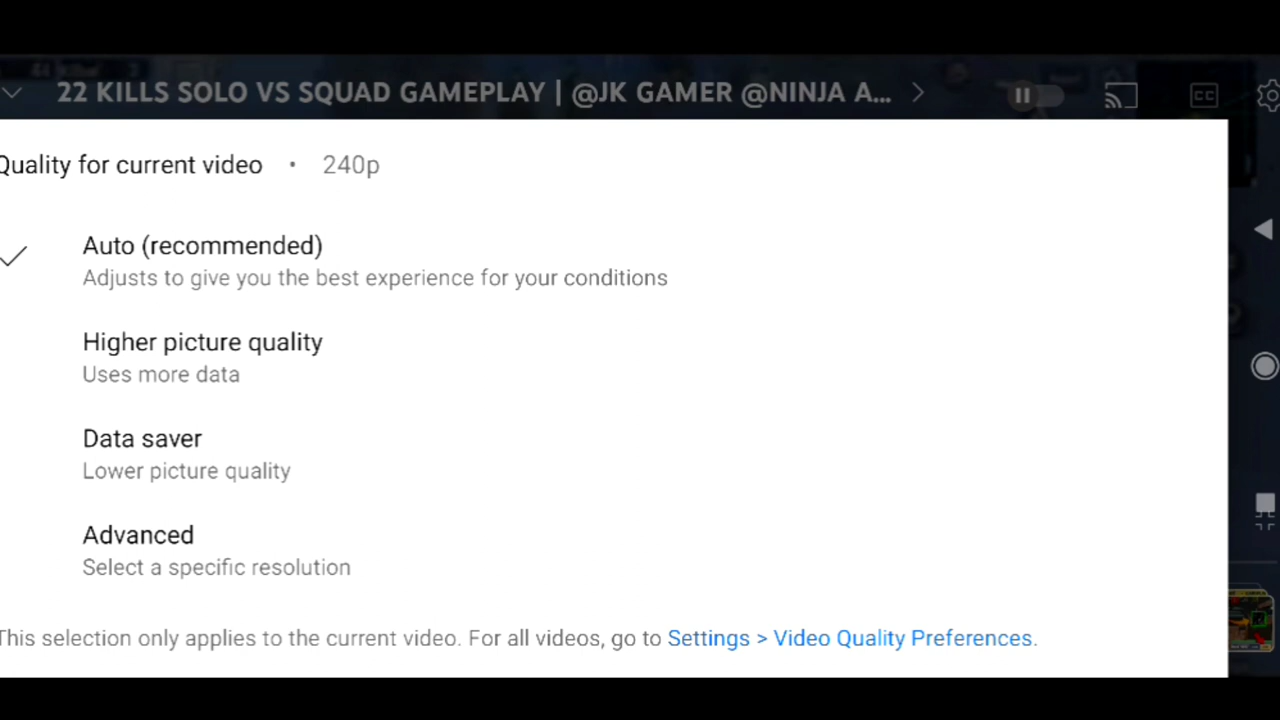 22 KILLS SOLO VS SQUAD GAMEPLAY | @JK GAMER @NINJA A...
CC
Quality for current video • 240p
Auto (recommended)
Adjusts to give you the best experience for your conditions
Higher picture quality
Uses more data
Data saver
Lower picture quality
Advanced
Select a specific resolution
This selection only applies to the current video. For all videos, go to Settings > Video Quality Preferences.